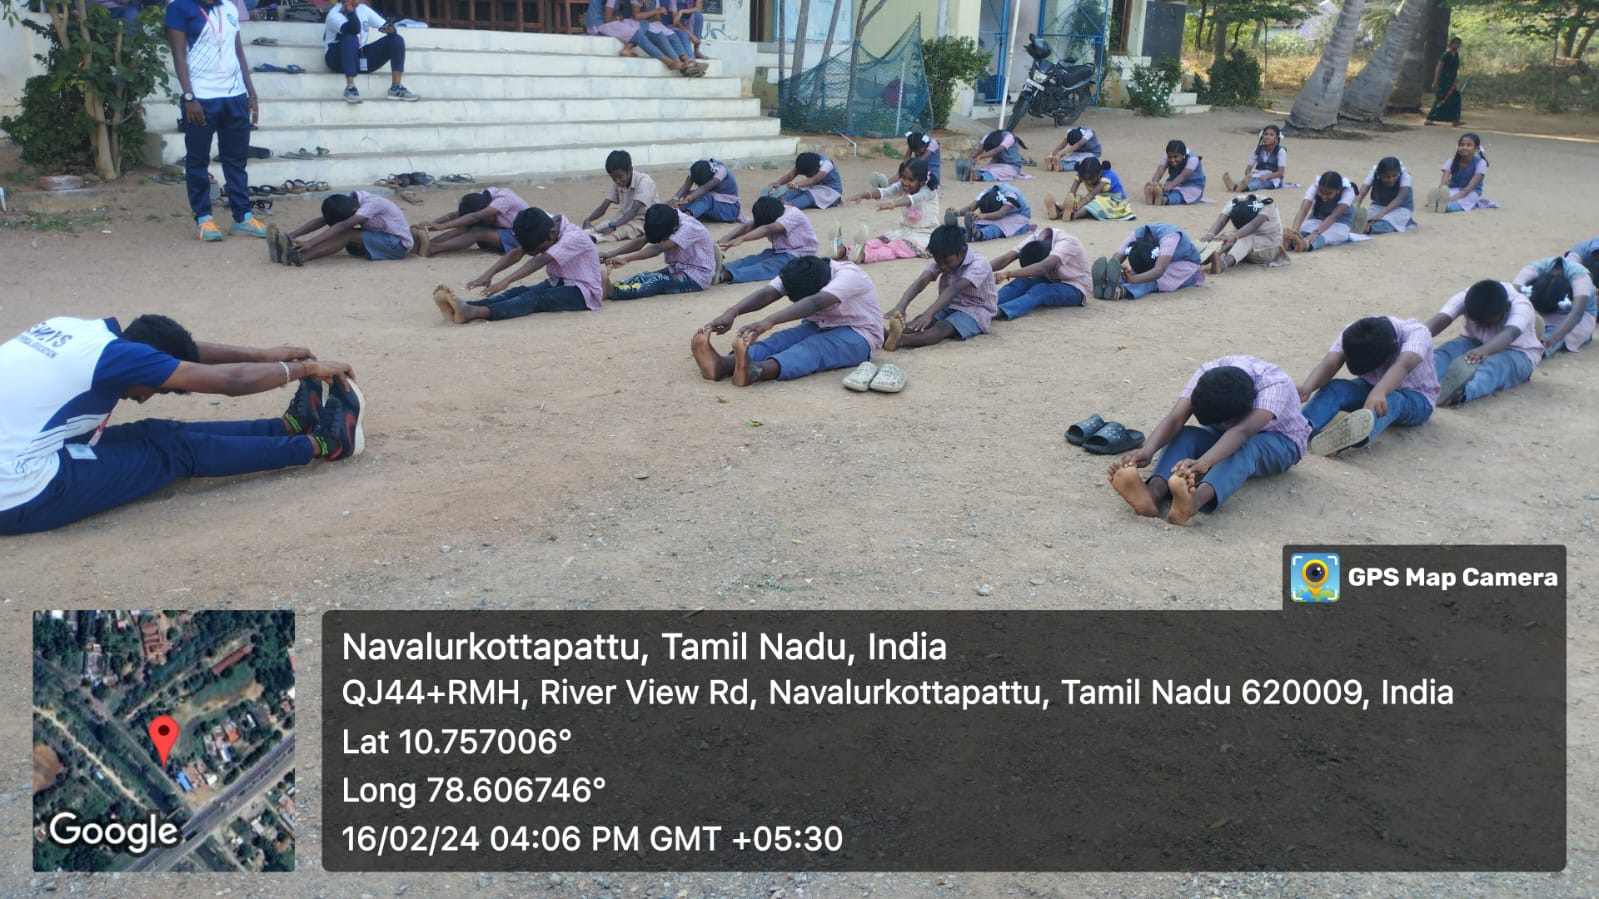 GPS Map Camera
Navalurkottapattu, Tamil Nadu, India
QJ44+RMH, River View Rd, Navalurkottapattu, Tamil Nadu 620009, India
Lat 10.757006°
Long 78.606746°
16/02/24 04:06 PM GMT +05:30
Google